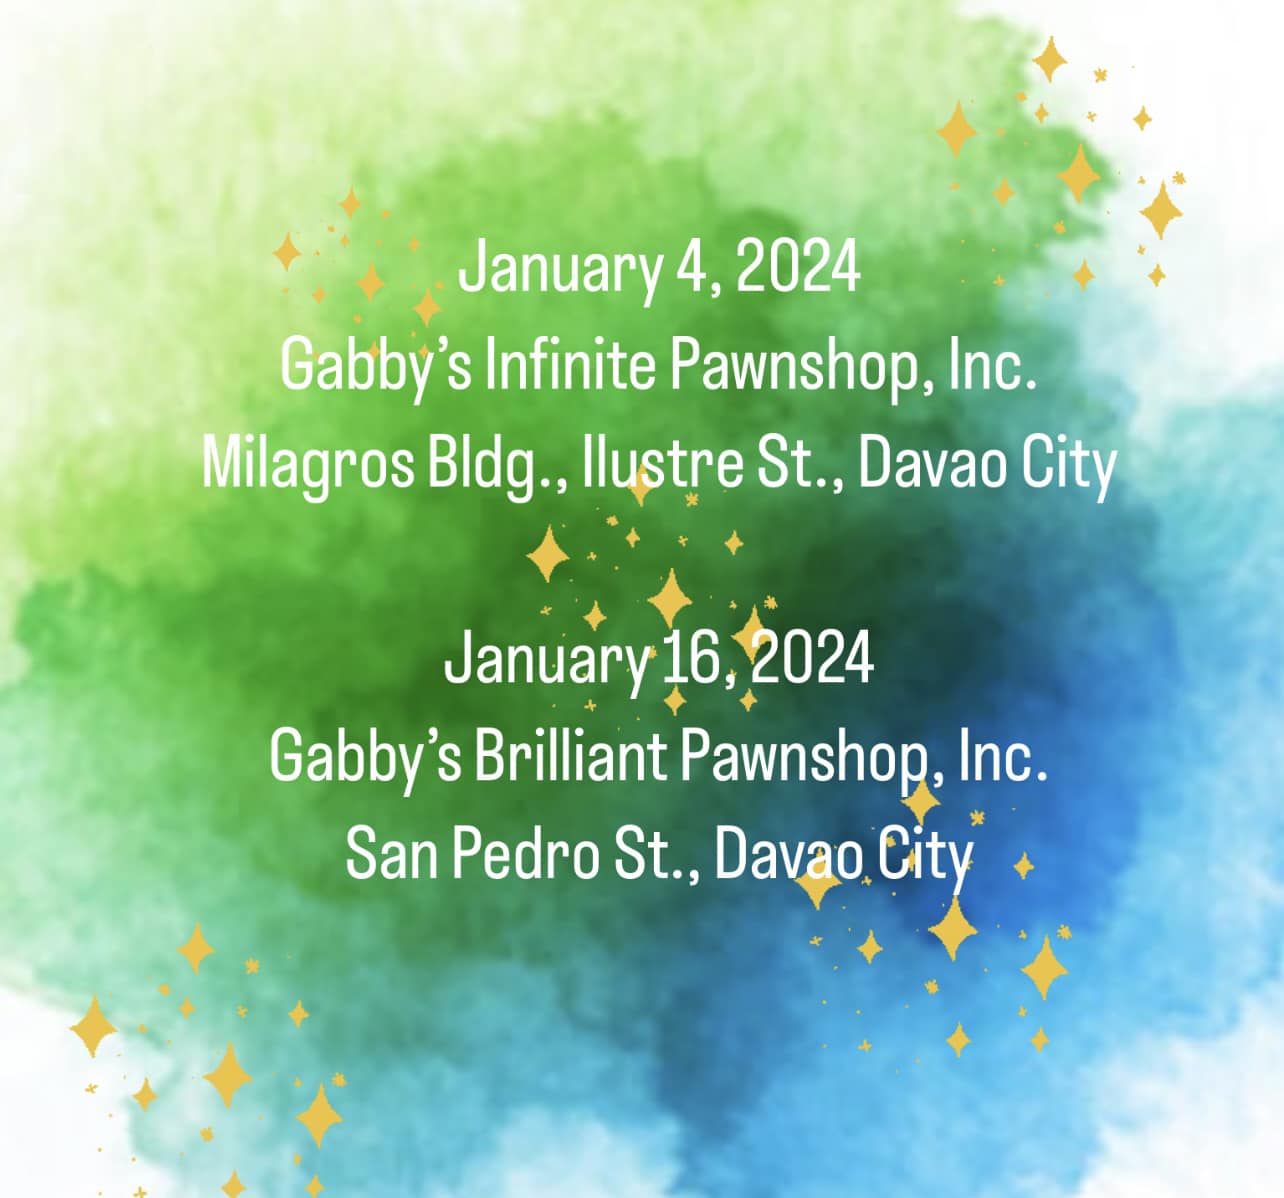 January 4, 2024
Gabby’s Infinite Pawnshop, Inc.
Milagros Bldg., Ilustre St., Davao City
January 16, 2024
Gabby’s Brilliant Pawnshop, Inc.
San Pedro St., Davao City